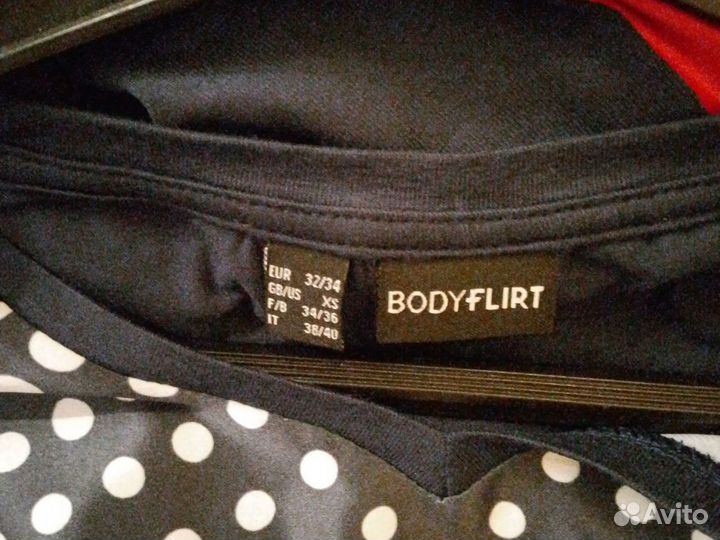 EUR 32/34
GB/US XS
F/B 34/36
IT 38/40
BODYFLIRT
Avito